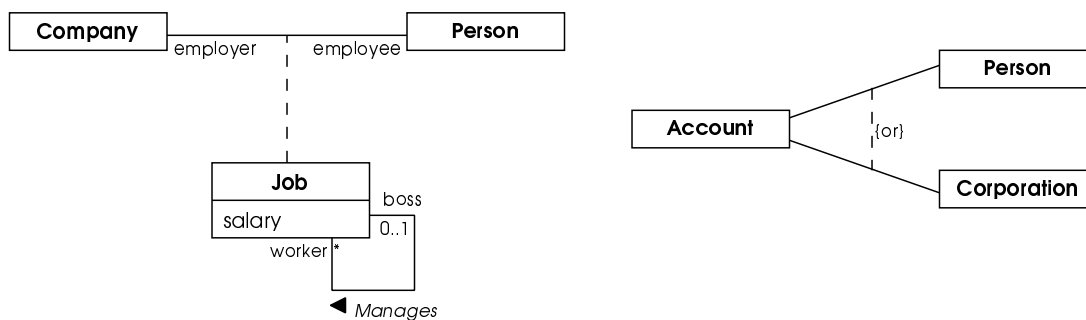 Company
Person
employer
employee
Person
Account
{or}
Job
boss
Corporation
salary
0..1
worker *
Manages